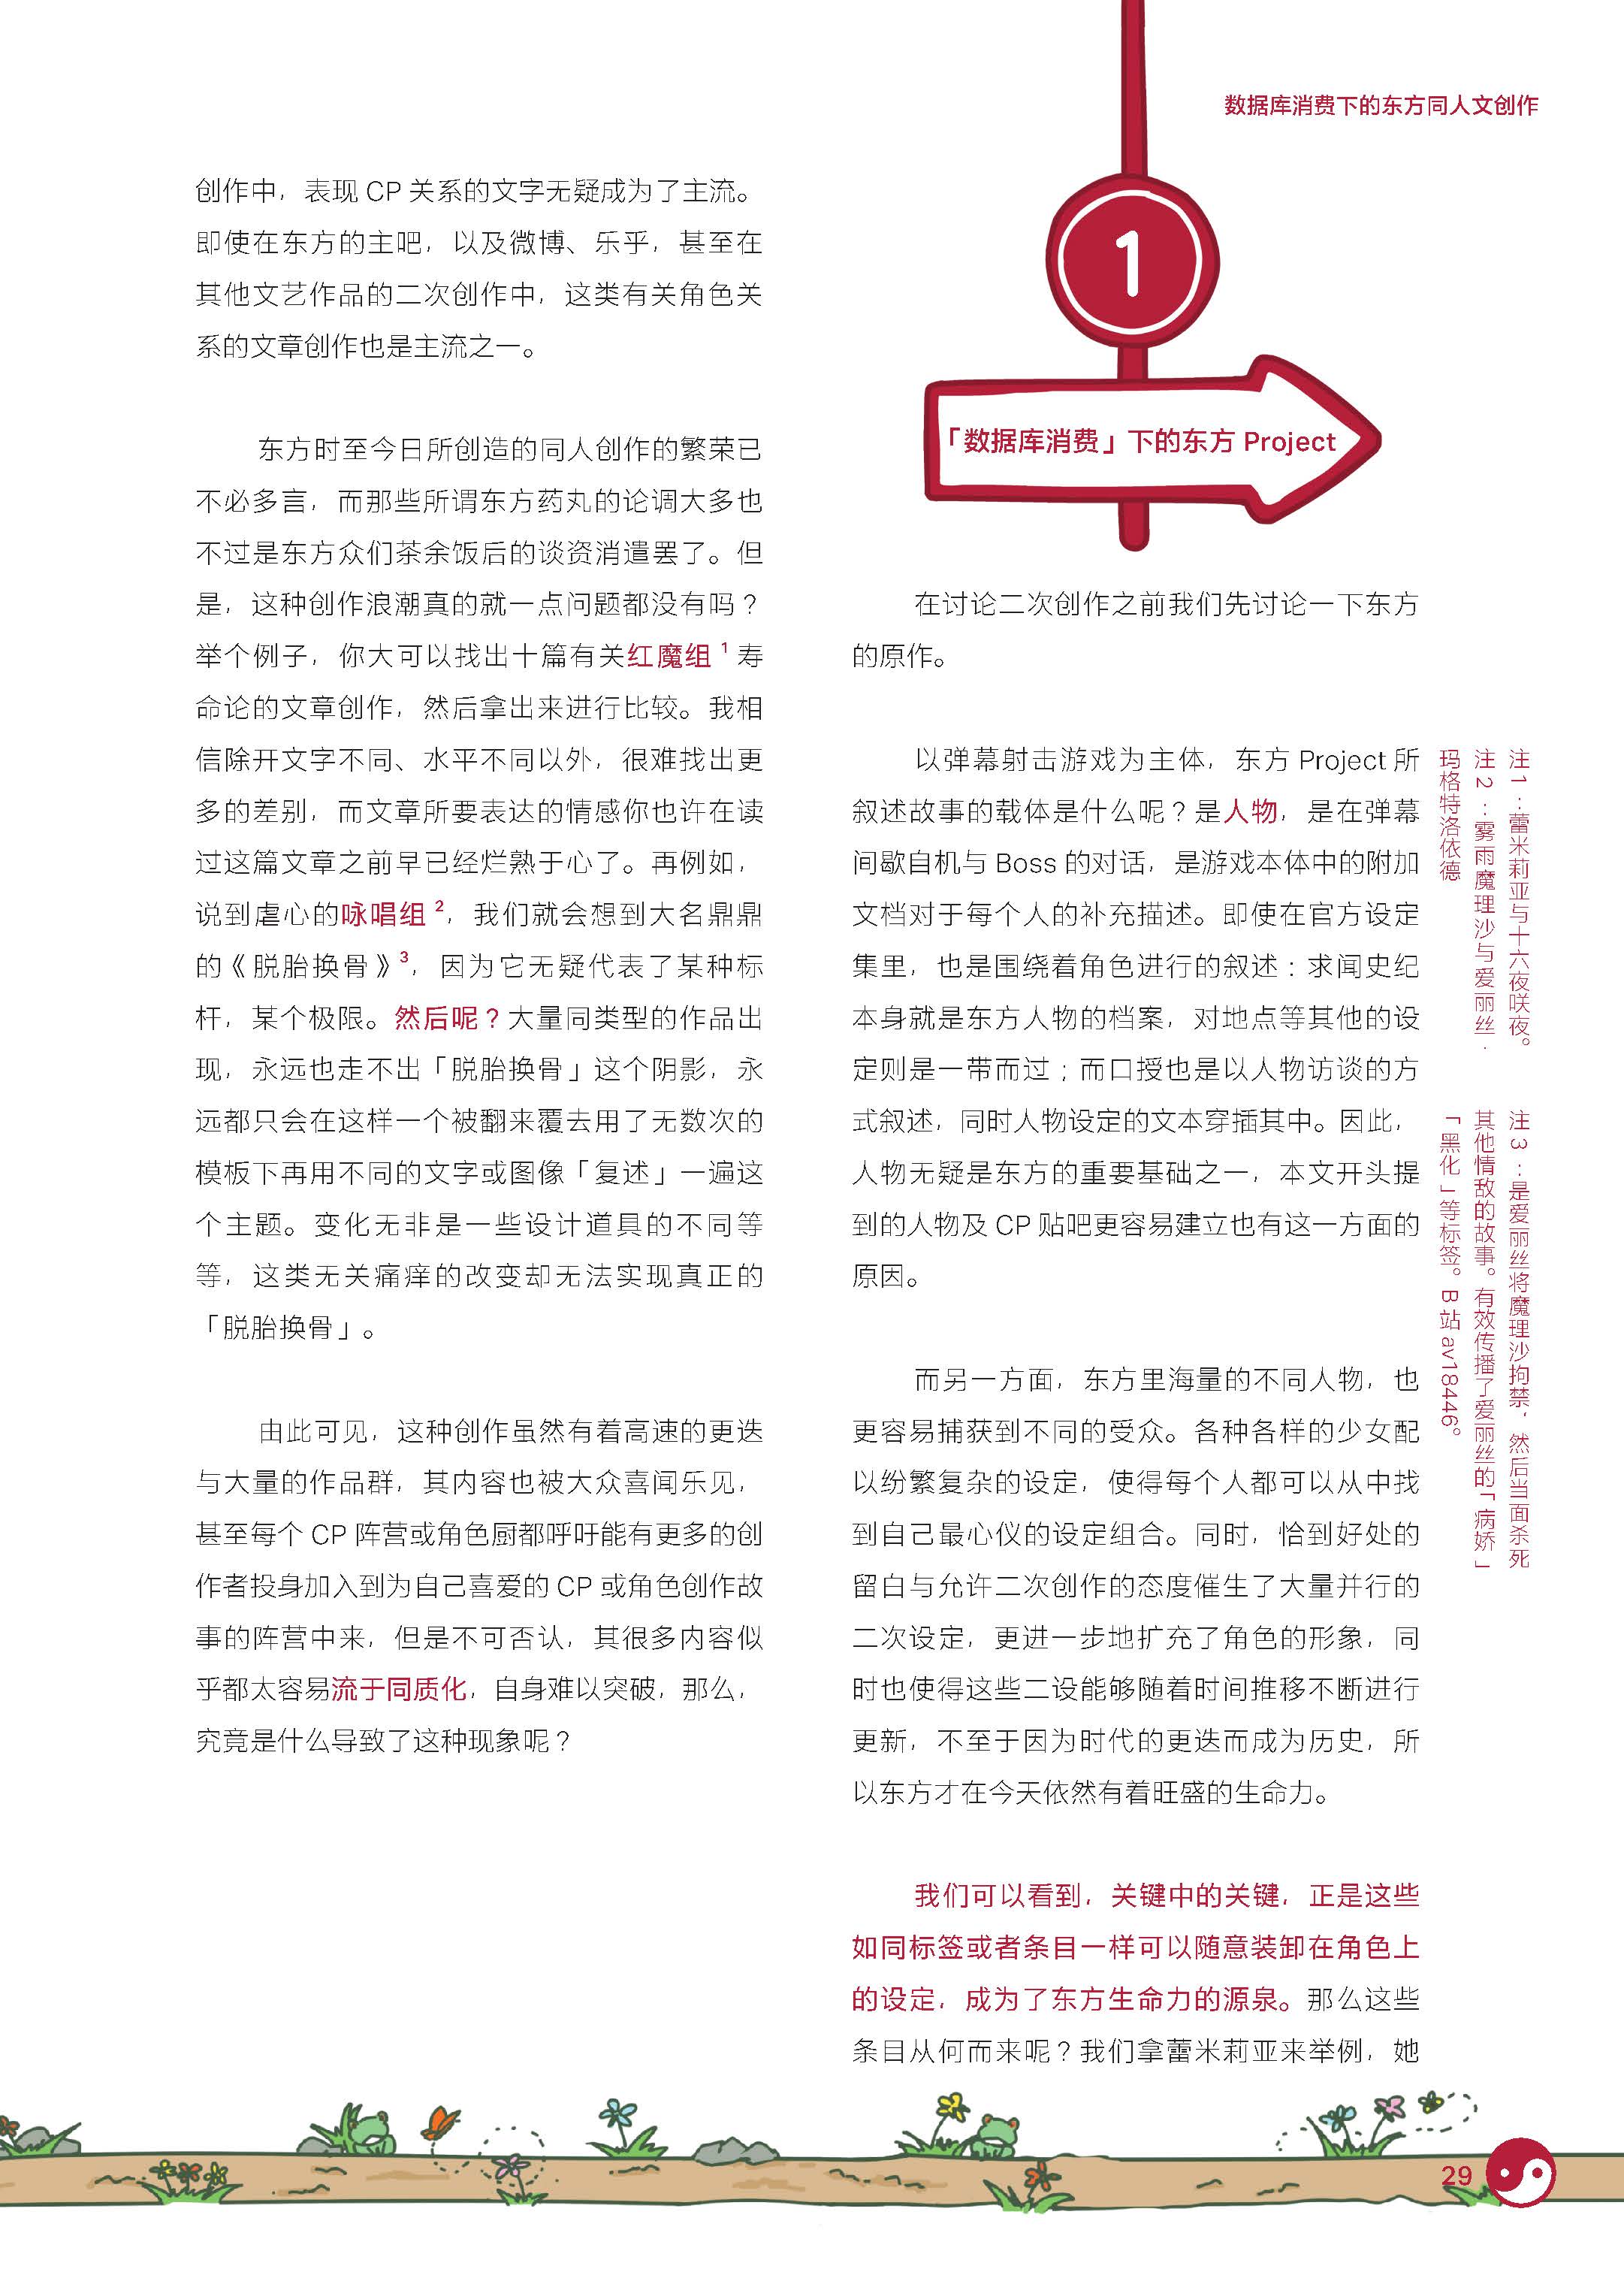 数据库消费下的东方同人文创作
创作中，表现 CP 关系的文字无疑成为了主流。
即使在东方的主吧，以及微博、乐乎，甚至在
其他文艺作品的二次创作中，这类有关角色关
系的文章创作也是主流之一。
东方时至今日所创造的同人创作的繁荣已
不必多言，而那些所谓东方药丸的论调大多也
不过是东方众们茶余饭后的谈资消遣罢了。但
是，这种创作浪潮真的就一点问题都没有吗？
举个例子，你大可以找出十篇有关红魔组 1 寿
命论的文章创作，然后拿出来进行比较。我相
信除开文字不同、水平不同以外，很难找出更
多的差别，而文章所要表达的情感你也许在读
过这篇文章之前早已经烂熟于心了。再例如，
说到虐心的咏唱组 2，我们就会想到大名鼎鼎
的《脱胎换骨》3，因为它无疑代表了某种标
杆，某个极限。然后呢？大量同类型的作品出
现，永远也走不出「脱胎换骨」这个阴影，永
远都只会在这样一个被翻来覆去用了无数次的
模板下再用不同的文字或图像「复述」一遍这
个主题。变化无非是一些设计道具的不同等
等，这类无关痛痒的改变却无法实现真正的
「脱胎换骨」。
由此可见，这种创作虽然有着高速的更迭
与大量的作品群，其内容也被大众喜闻乐见，
甚至每个 CP 阵营或角色厨都呼吁能有更多的创
作者投身加入到为自己喜爱的 CP 或角色创作故
事的阵营中来，但是不可否认，其很多内容似
乎都太容易流于同质化，自身难以突破，那么，
究竟是什么导致了这种现象呢？
1
「数据库消费」下的东方 Project
在讨论二次创作之前我们先讨论一下东方
的原作。
以弹幕射击游戏为主体，东方 Project 所
叙述故事的载体是什么呢？是人物，是在弹幕
间歇自机与 Boss 的对话，是游戏本体中的附加
文档对于每个人的补充描述。即使在官方设定
集里，也是围绕着角色进行的叙述：求闻史纪
本身就是东方人物的档案，对地点等其他的设
定则是一带而过；而口授也是以人物访谈的方
式叙述，同时人物设定的文本穿插其中。因此，
人物无疑是东方的重要基础之一，本文开头提
到的人物及 CP 贴吧更容易建立也有这一方面的
原因。
而另一方面，东方里海量的不同人物，也
更容易捕获到不同的受众。各种各样的少女配
以纷繁复杂的设定，使得每个人都可以从中找
到自己最心仪的设定组合。同时，恰到好处的
留白与允许二次创作的态度催生了大量并行的
二次设定，更进一步地扩充了角色的形象，同
时也使得这些二设能够随着时间推移不断进行
更新，不至于因为时代的更迭而成为历史，所
以东方才在今天依然有着旺盛的生命力。
我们可以看到，关键中的关键，正是这些
如同标签或者条目一样可以随意装卸在角色上
的设定，成为了东方生命力的源泉。那么这些
条目从何而来呢？我们拿蕾米莉亚来举例，她
注 1：蕾米莉亚与十六夜咲夜。
注 2：雾雨魔理沙与爱丽丝·
玛格特洛依德
注 3：是爱丽丝将魔理沙拘禁，然后当面杀死
其他情敌的故事。有效传播了爱丽丝的「病娇」
「黑化」等标签。B 站 av18446。
29